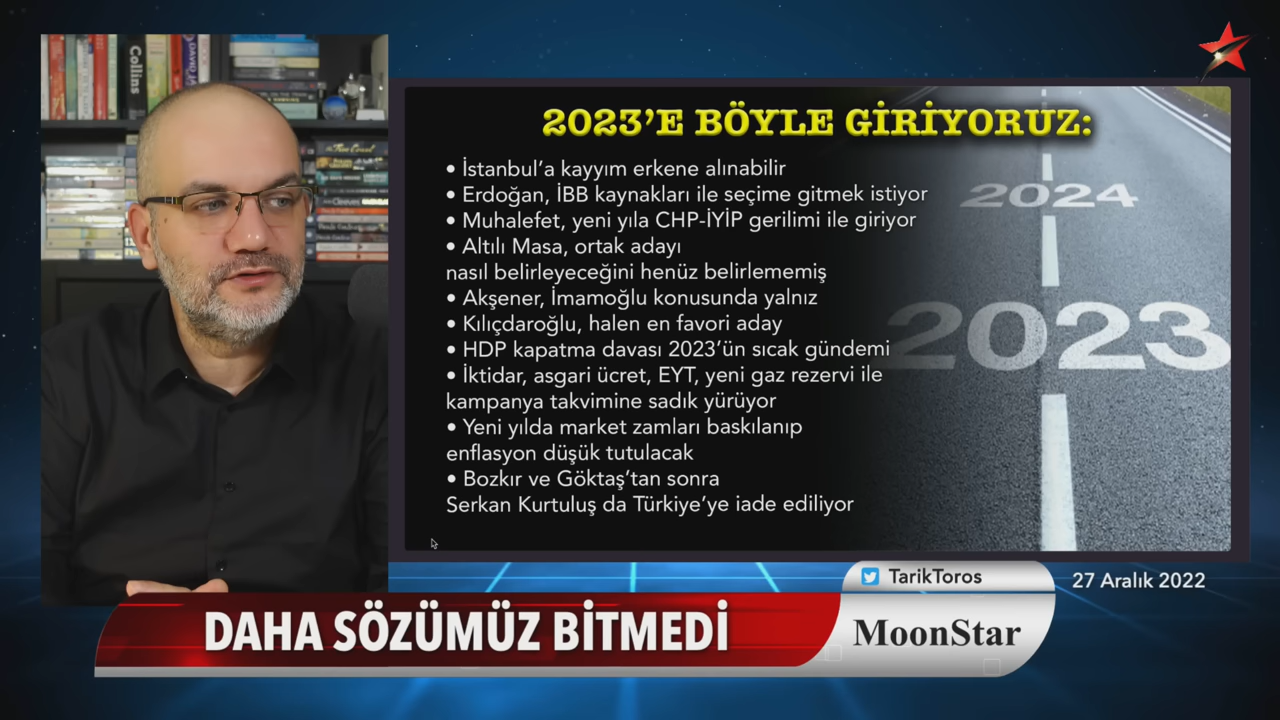 Collins
2023'E BÖYLE GİRİYORUZ:
• İstanbul'a kayyım erkene alınabilir
• Erdoğan, İBB kaynakları ile seçime gitmek istiyor
• Muhalefet, yeni yıla CHP-İYİP gerilimi ile giriyor
• Altılı Masa, ortak adayı
nasıl belirleyeceğini henüz belirlememiş
• Akşener, İmamoğlu konusunda yalnız
• Kılıçdaroğlu, halen en favori aday
• HDP kapatma davası 2023'ün sıcak gündemi
• İktidar, asgari ücret, EYT, yeni gaz rezervi ile
kampanya takvimine sadık yürüyor
• Yeni yılda market zamları baskılanıp
enflasyon düşük tutulacak
• Bozkır ve Göktaş'tan sonra
Serkan Kurtuluş da Türkiye'ye iade ediliyor
2024
2023
TarikToros
27 Aralık 2022
DAHA SÖZÜMÜZ BİTMEDİ
MoonStar